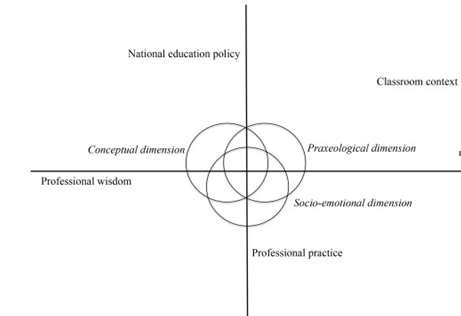 National education policy
Classroom context
Conceptual dimension
Praxeological dimension
Professional wisdom
Socio-emotional dimension
Professional practice